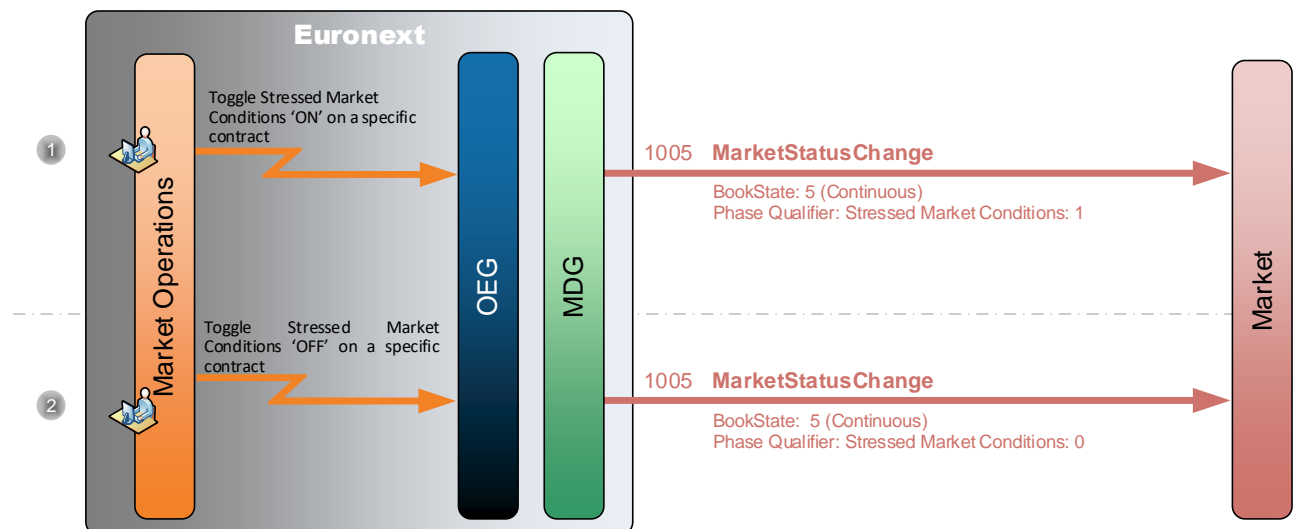 Euronext
Toggle Stressed Market
Conditions ‘ON’ on a specific
contract
1
1005 MarketStatusChange
BookState: 5 (Continuous)
Phase Qualifier: Stressed Market Conditions: 1
Market Operations
OEG
MDG
Market
Toggle Stressed Market
Conditions ‘OFF’ on a specific
contract
2
1005 MarketStatusChange
BookState: 5 (Continuous)
Phase Qualifier: Stressed Market Conditions: 0